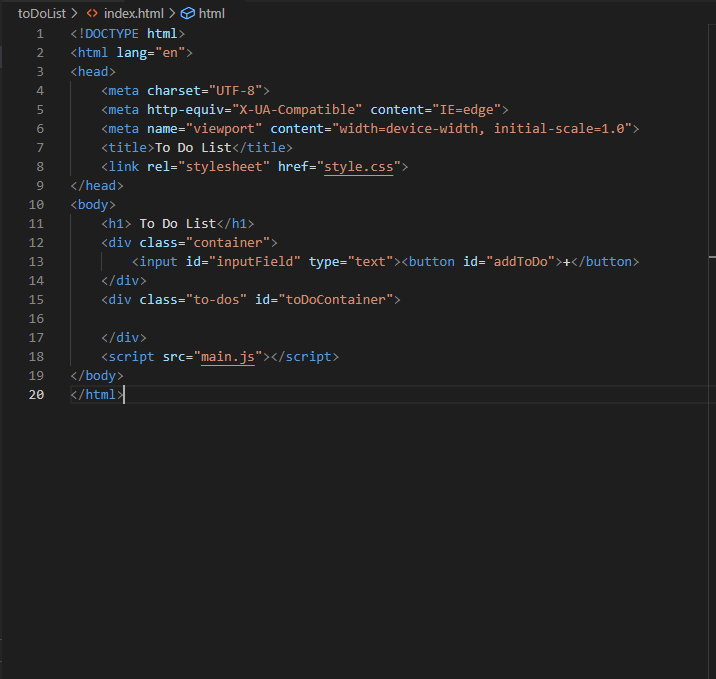 toDoList > <> index.html > html
1 <!DOCTYPE html>
2 <html lang="en">
3 <head>
4     <meta charset="UTF-8">
5     <meta http-equiv="X-UA-Compatible" content="IE=edge">
6     <meta name="viewport" content="width=device-width, initial-scale=1.0">
7     <title>To Do List</title>
8     <link rel="stylesheet" href="style.css">
9 </head>
10 <body>
11     <h1> To Do List</h1>
12     <div class="container">
13         <input id="inputField" type="text"><button id="addToDo">+</button>
14     </div>
15     <div class="to-dos" id="toDoContainer">
16
17     </div>
18     <script src="main.js"></script>
19 </body>
20 </html>